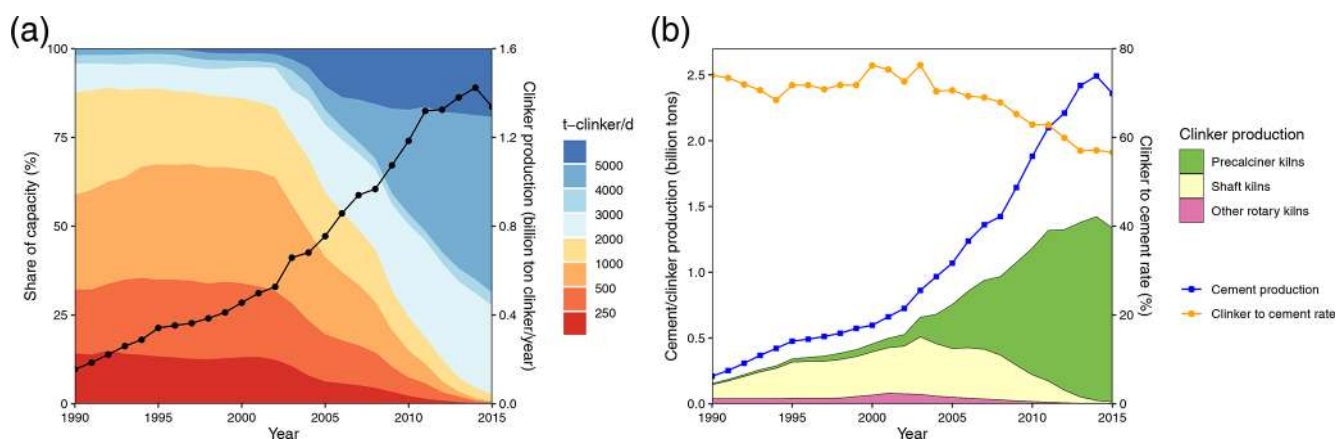 (a)
100
75
50
25
0
Share of capacity (%)
1990
1995
2000
2005
2010
2015
Year
1.6
1.2
0.8
0.4
0.0
Clinker production (billion ton clinker/year)
t−clinker/d
5000
4000
3000
2000
1000
500
250
(b)
2.5
2.0
1.5
1.0
0.5
0.0
Cement/clinker production (billion tons)
1990
1995
2000
2005
2010
2015
Year
80
60
40
20
0
Clinker to cement rate (%)
Clinker production
Precalciner kilns
Shaft kilns
Other rotary kilns
Cement production
Clinker to cement rate